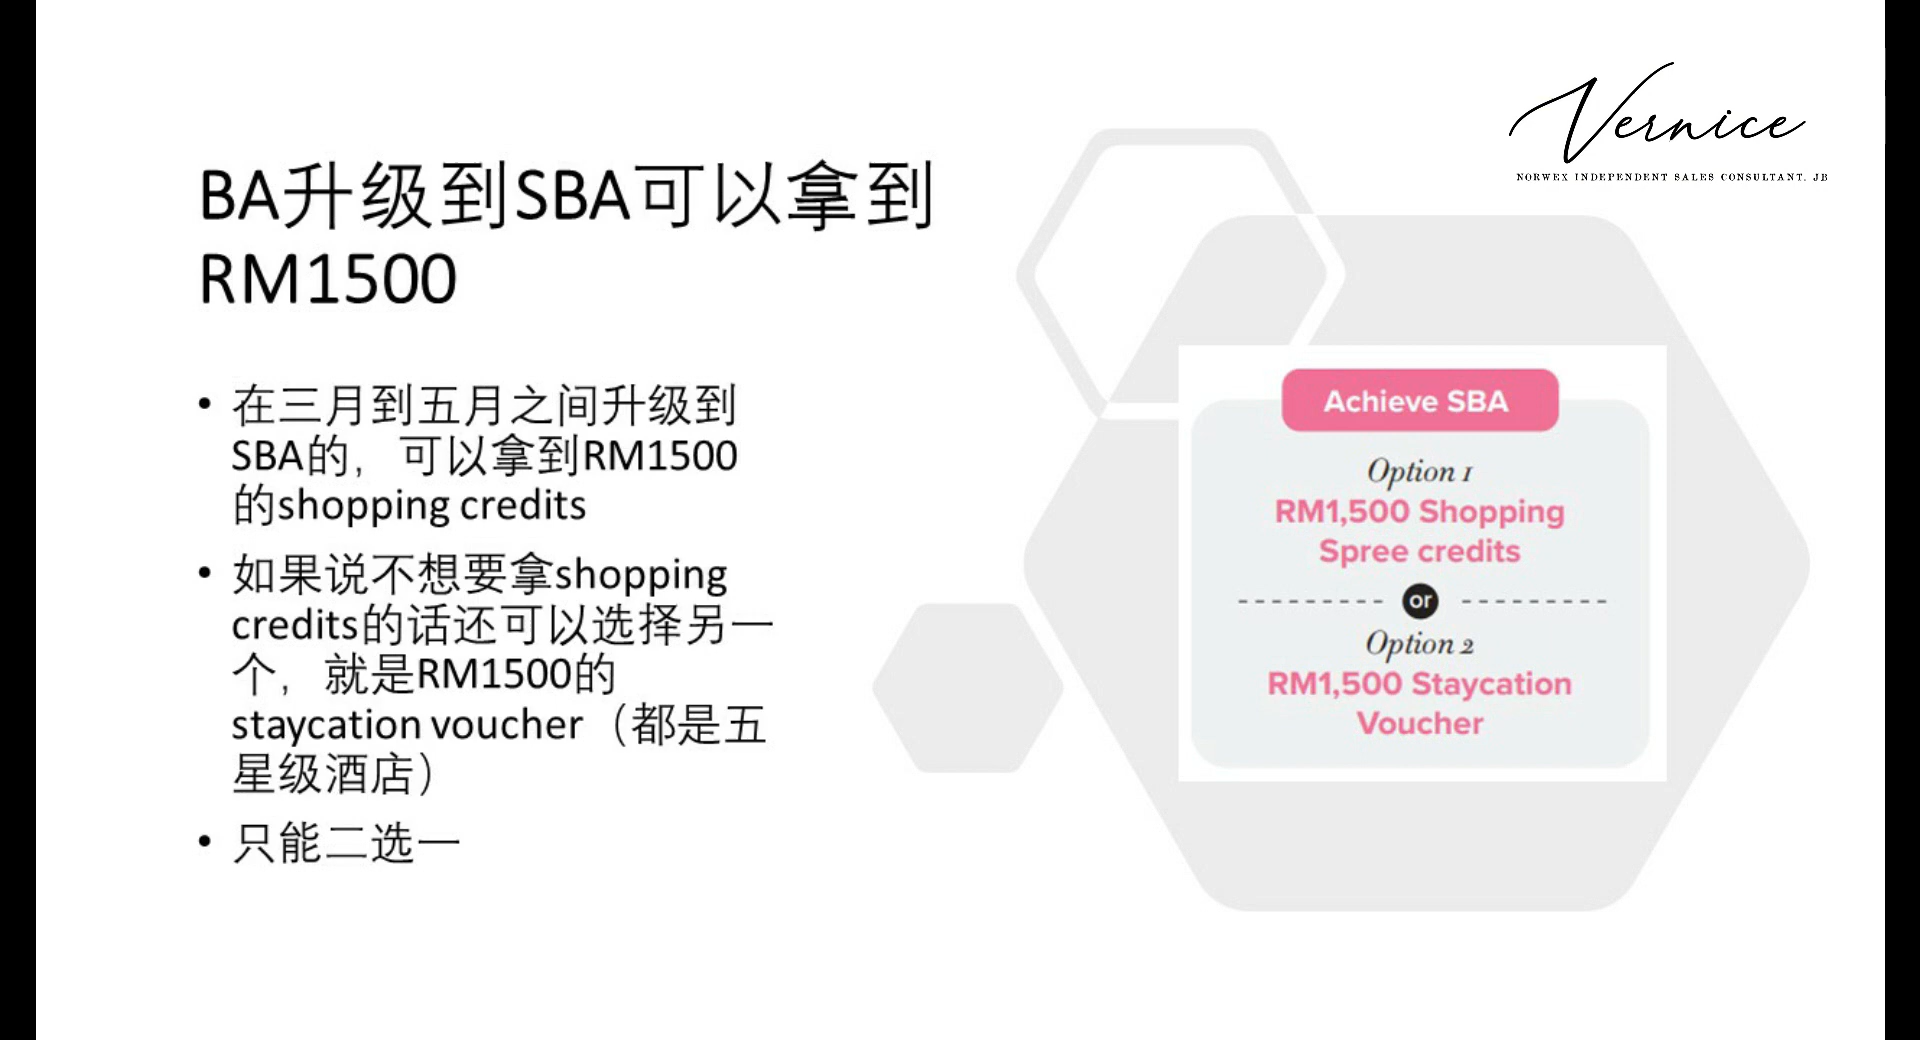 Vernice
NORWEX INDEPENDENT SALES CONSULTANT. JB
BA升级到SBA可以拿到
RM1500
• 在三月到五月之间升级到
SBA的，可以拿到RM1500
的shopping credits
• 如果说不想要拿shopping
credits的话还可以选择另一
个，就是RM1500的
staycation voucher（都是五
星级酒店）
• 只能二选一
Achieve SBA
Option 1
RM1,500 Shopping
Spree credits
or
Option 2
RM1,500 Staycation
Voucher